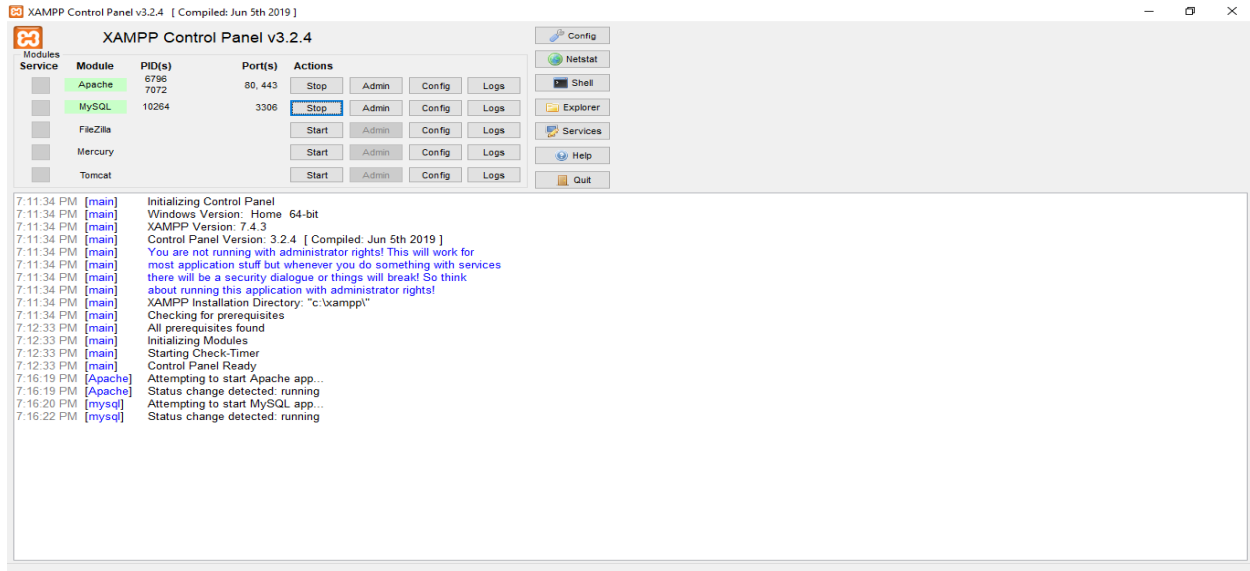 XAMPP Control Panel v3.2.4 [ Compiled: Jun 5th 2019 ]
XAMPP Control Panel v3.2.4
Modules
Service Module PID(s) Port(s) Actions
Apache 6796 7072 80, 443 Stop Admin Config Logs
MySQL 10264 3306 Stop Admin Config Logs
FileZilla Start Admin Config Logs
Mercury Start Admin Config Logs
Tomcat Start Admin Config Logs
Config
Netstat
Shell
Explorer
Services
Help
Quit
7:11:34 PM [main] Initializing Control Panel
7:11:34 PM [main] Windows Version: Home 64-bit
7:11:34 PM [main] XAMPP Version: 7.4.3
7:11:34 PM [main] Control Panel Version: 3.2.4 [ Compiled: Jun 5th 2019 ]
7:11:34 PM [main] You are not running with administrator rights! This will work for
7:11:34 PM [main] most application stuff but whenever you do something with services
7:11:34 PM [main] there will be a security dialogue or things will break! So think
7:11:34 PM [main] about running this application with administrator rights!
7:11:34 PM [main] XAMPP Installation Directory: "c:\xampp\"
7:11:34 PM [main] Checking for prerequisites
7:12:33 PM [main] All prerequisites found
7:12:33 PM [main] Initializing Modules
7:12:33 PM [main] Starting Check-Timer
7:12:33 PM [main] Control Panel Ready
7:16:19 PM [Apache] Attempting to start Apache app...
7:16:19 PM [Apache] Status change detected: running
7:16:20 PM [mysql] Attempting to start MySQL app...
7:16:22 PM [mysql] Status change detected: running